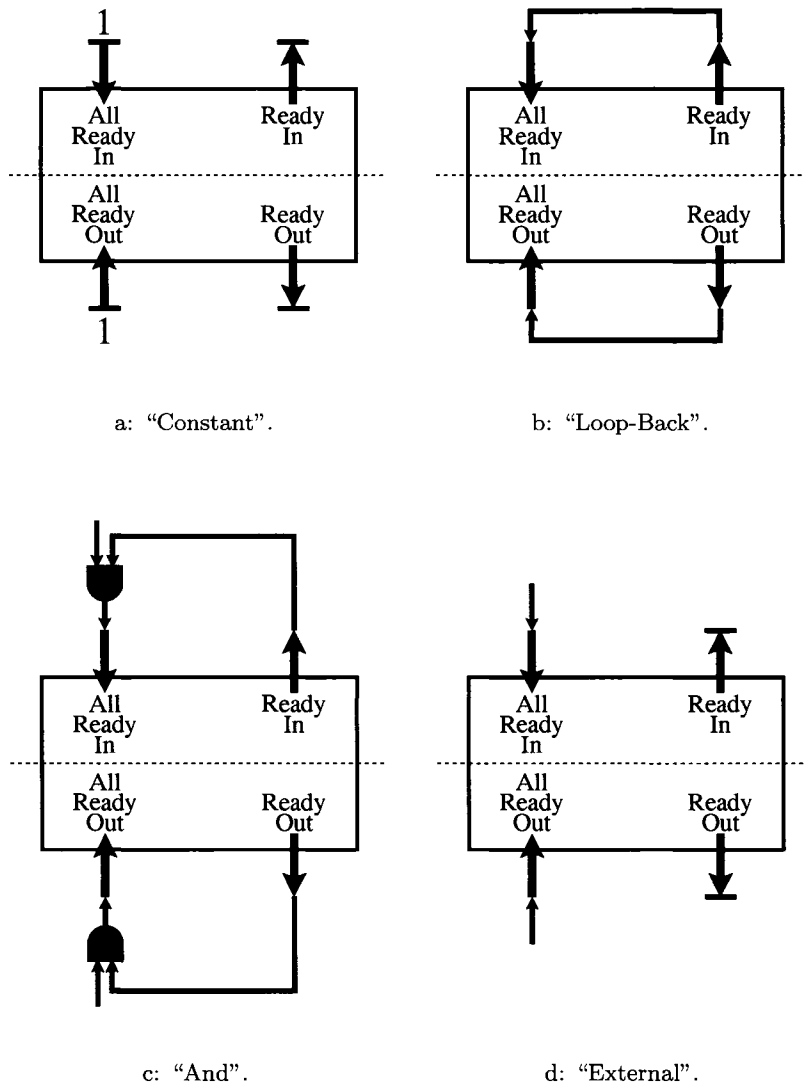 1
All
Ready
In
Ready
In
All
Ready
Out
Ready
Out
1
a: “Constant”.
All
Ready
In
Ready
In
All
Ready
Out
Ready
Out
b: “Loop-Back”.
All
Ready
In
Ready
In
All
Ready
Out
Ready
Out
c: “And”.
All
Ready
In
Ready
In
All
Ready
Out
Ready
Out
d: “External”.